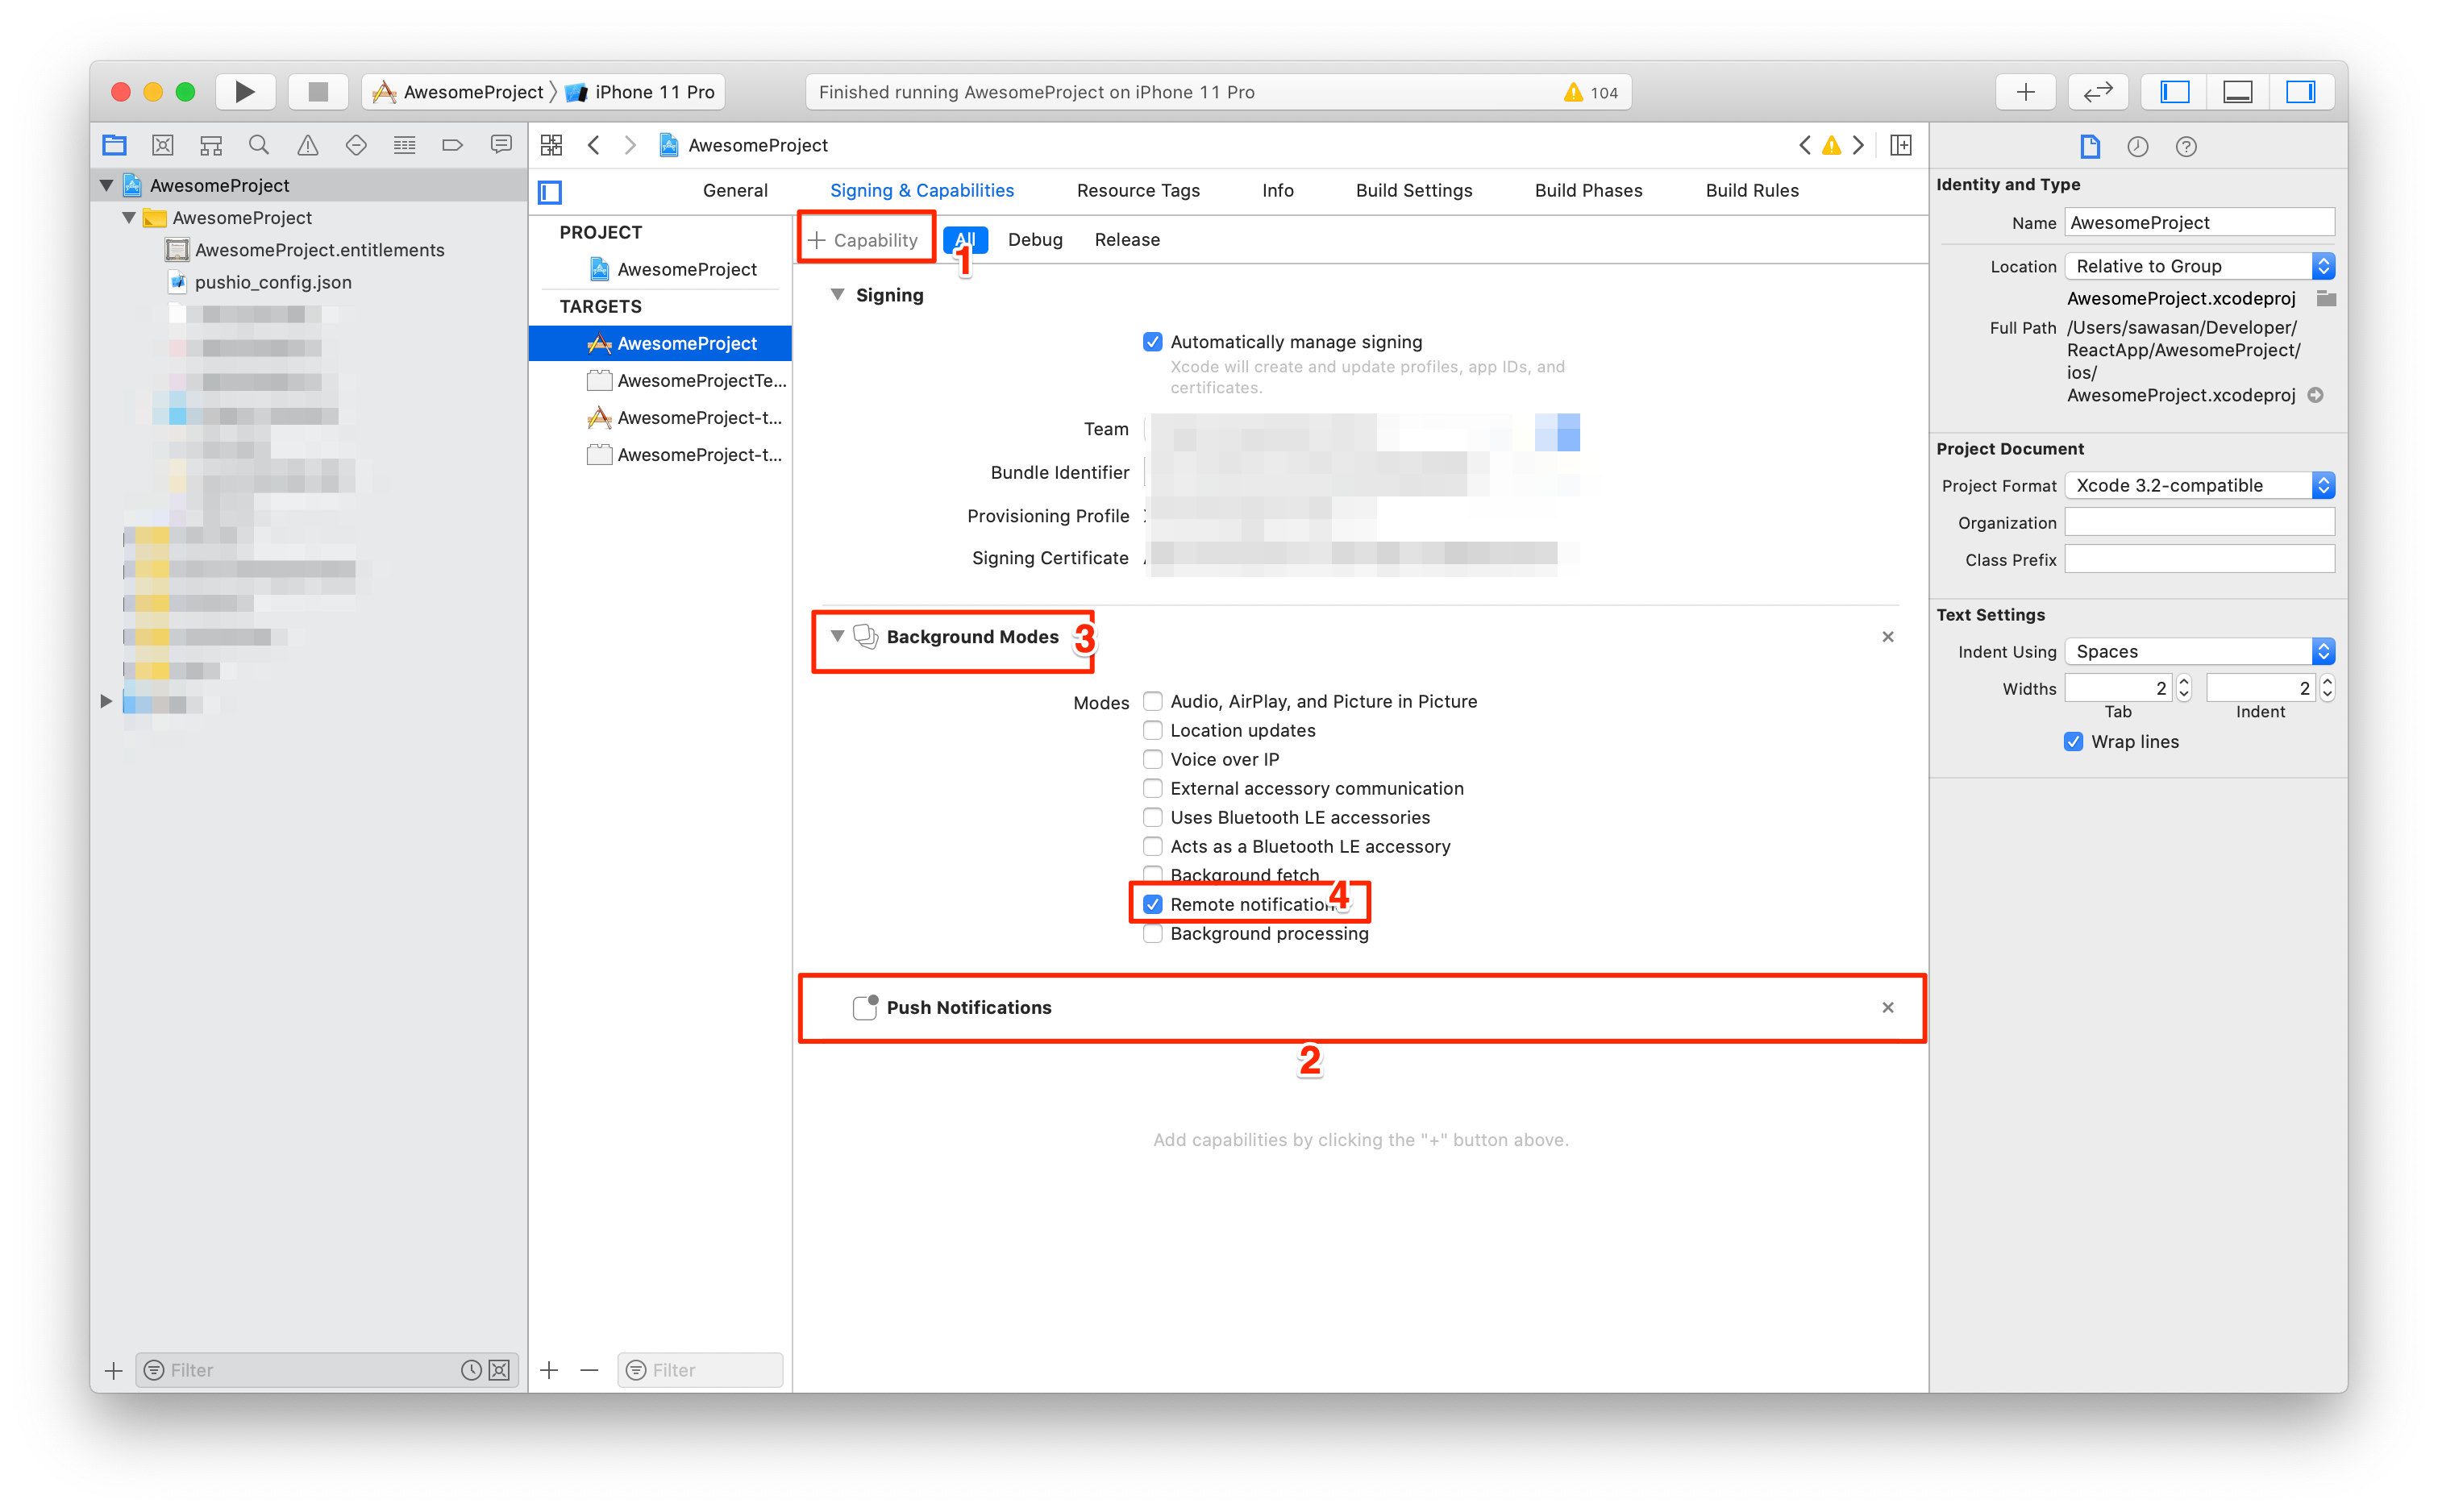 AwesomeProject iPhone 11 Pro
Finished running AwesomeProject on iPhone 11 Pro
104
AwesomeProject
AwesomeProject
AwesomeProject.entitlements
pushio_config.json
Filter
AwesomeProject
General
Signing & Capabilities
Resource Tags
Info
Build Settings
Build Phases
Build Rules
PROJECT
AwesomeProject
TARGETS
AwesomeProject
AwesomeProjectTe...
AwesomeProject-t...
AwesomeProject-t...
Filter
+ Capability
All
Debug
Release
1
Signing
Automatically manage signing
Xcode will create and update profiles, app IDs, and
certificates.
Team
Bundle Identifier
Provisioning Profile
Signing Certificate
Background Modes
3
Modes
Audio, AirPlay, and Picture in Picture
Location updates
Voice over IP
External accessory communication
Uses Bluetooth LE accessories
Acts as a Bluetooth LE accessory
Background fetch
Remote notification
4
Background processing
Push Notifications
2
Add capabilities by clicking the "+" button above.
Identity and Type
Name AwesomeProject
Location Relative to Group
AwesomeProject.xcodeproj
Full Path /Users/sawasan/Developer/
ReactApp/AwesomeProject/
ios/
AwesomeProject.xcodeproj
Project Document
Project Format Xcode 3.2-compatible
Organization
Class Prefix
Text Settings
Indent Using Spaces
Widths 2 2
Tab Indent
Wrap lines